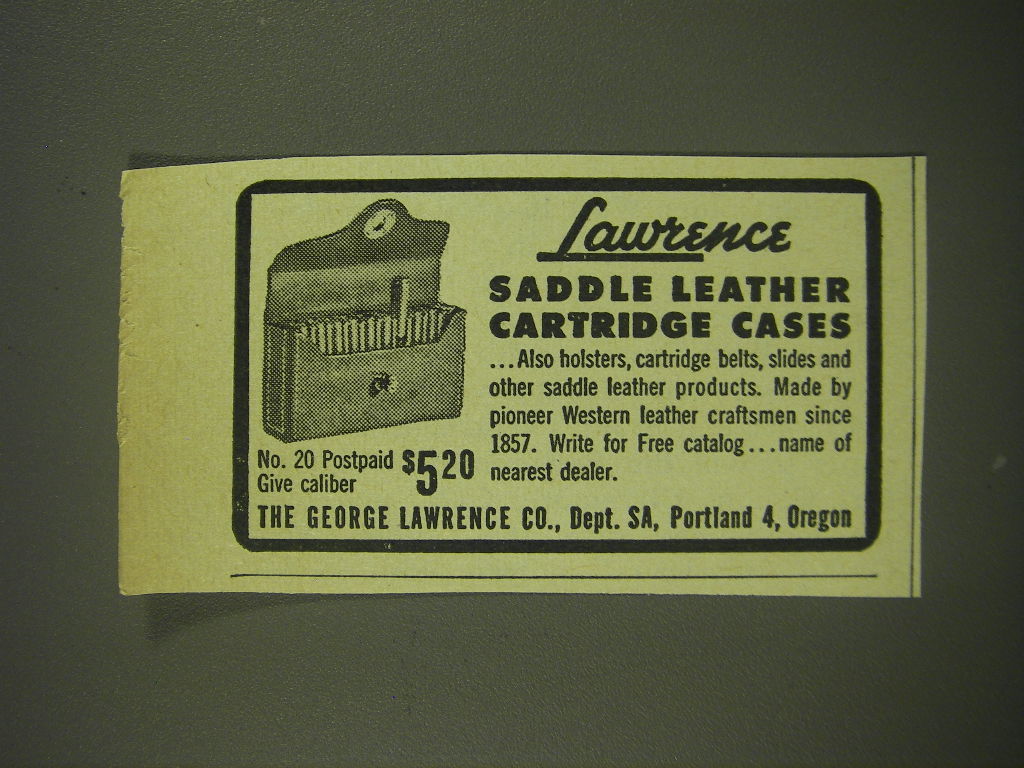 Lawrence
SADDLE LEATHER
CARTRIDGE CASES
...Also holsters, cartridge belts, slides and
other saddle leather products. Made by
pioneer Western leather craftsmen since
1857. Write for Free catalog...name of
nearest dealer.
No. 20 Postpaid $5 20
Give caliber
THE GEORGE LAWRENCE CO., Dept. SA, Portland 4, Oregon